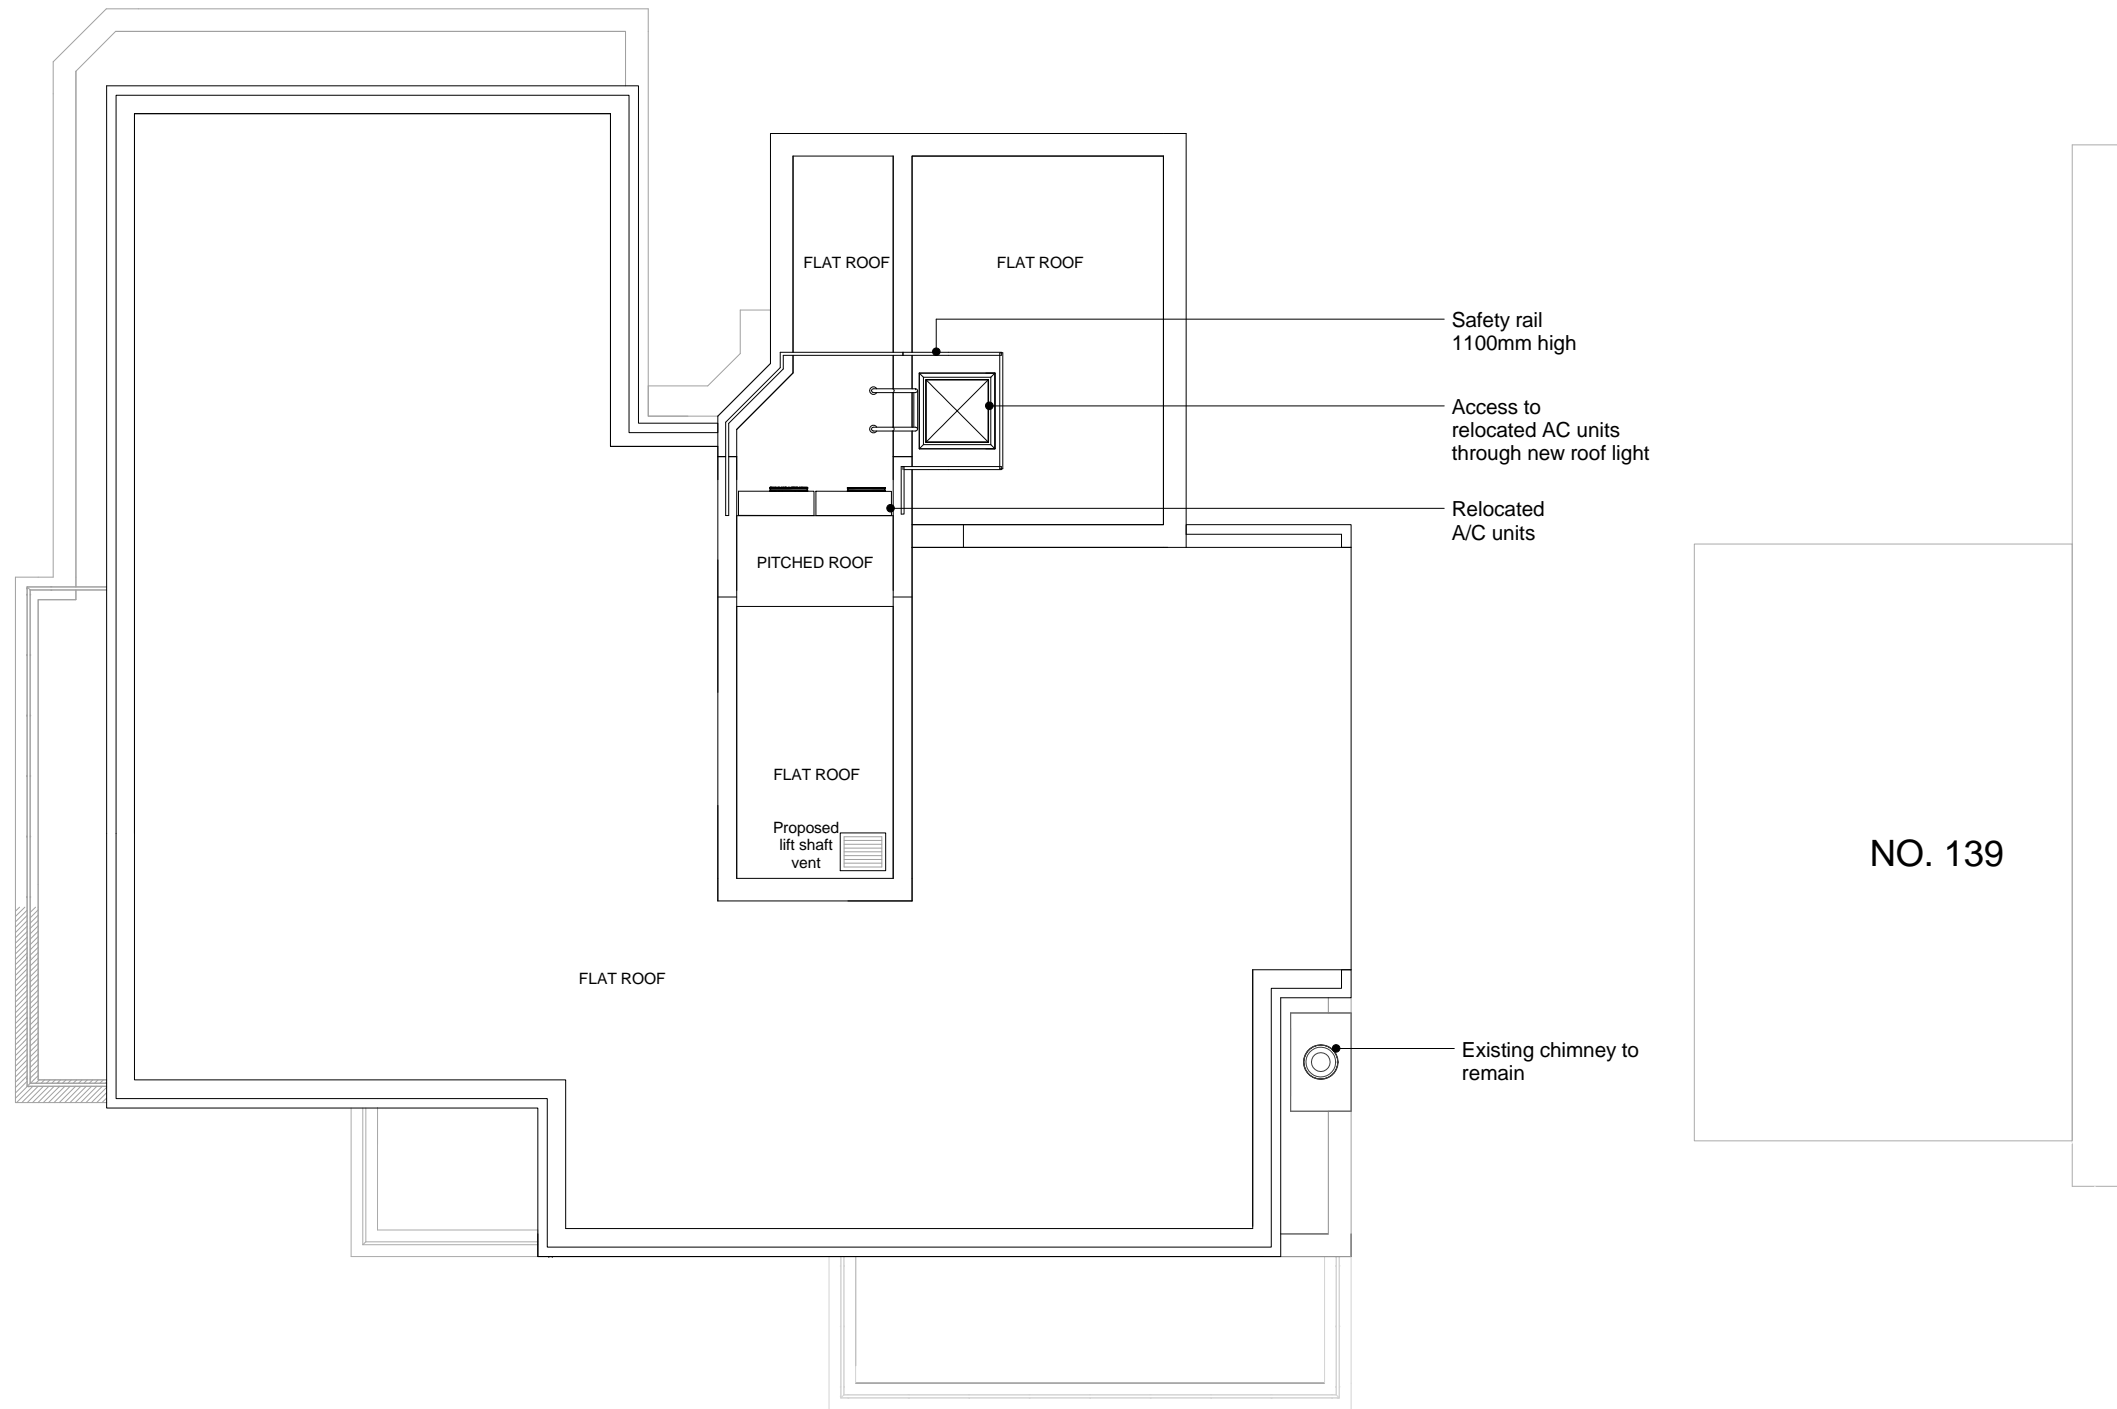 FLAT ROOF
FLAT ROOF
Safety rail
1100mm high
Access to
relocated AC units
through new roof light
Relocated
A/C units
PITCHED ROOF
FLAT ROOF
Proposed
lift shaft
vent
NO. 139
FLAT ROOF
Existing chimney to
remain